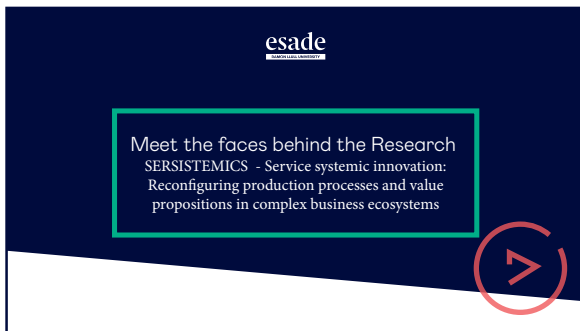 esade
RAMON LLULL UNIVERSITY
Meet the faces behind the Research
SERSISTEMICS - Service systemic innovation:
Reconfiguring production processes and value
propositions in complex business ecosystems